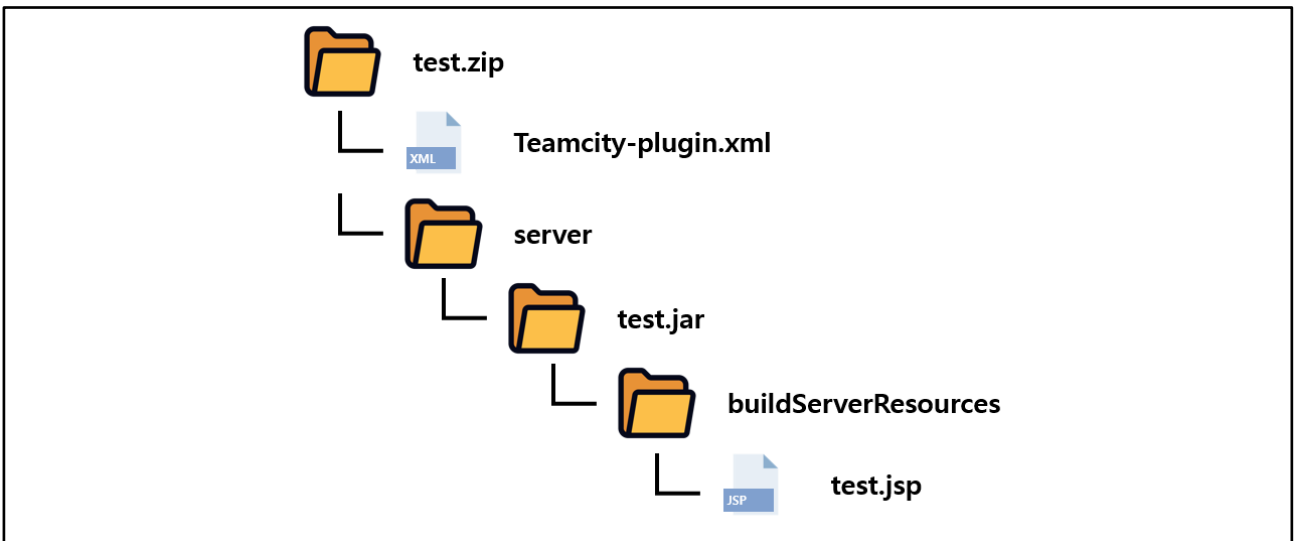 test.zip
XML
Teamcity-plugin.xml
server
test.jar
buildServerResources
JSP
test.jsp